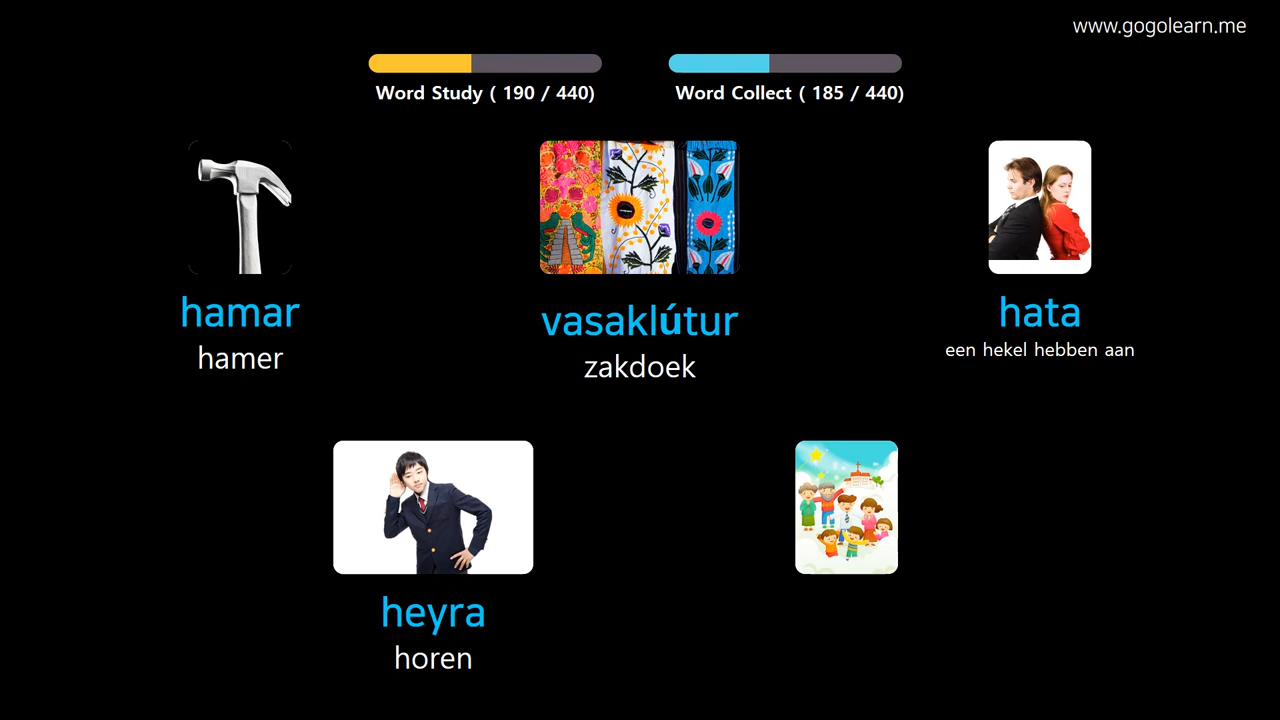 www.gogolearn.me
Word Study ( 190 / 440)
Word Collect ( 185 / 440)
hamar
hamer
vasaklútur
zakdoek
hata
een hekel hebben aan
heyra
horen